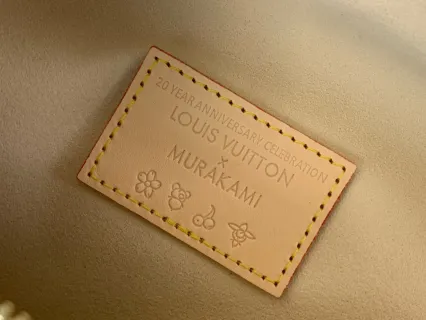 20 YEAR ANNIVERSARY CELEBRATION
LOUIS VUITTON
×
MURAKAMI